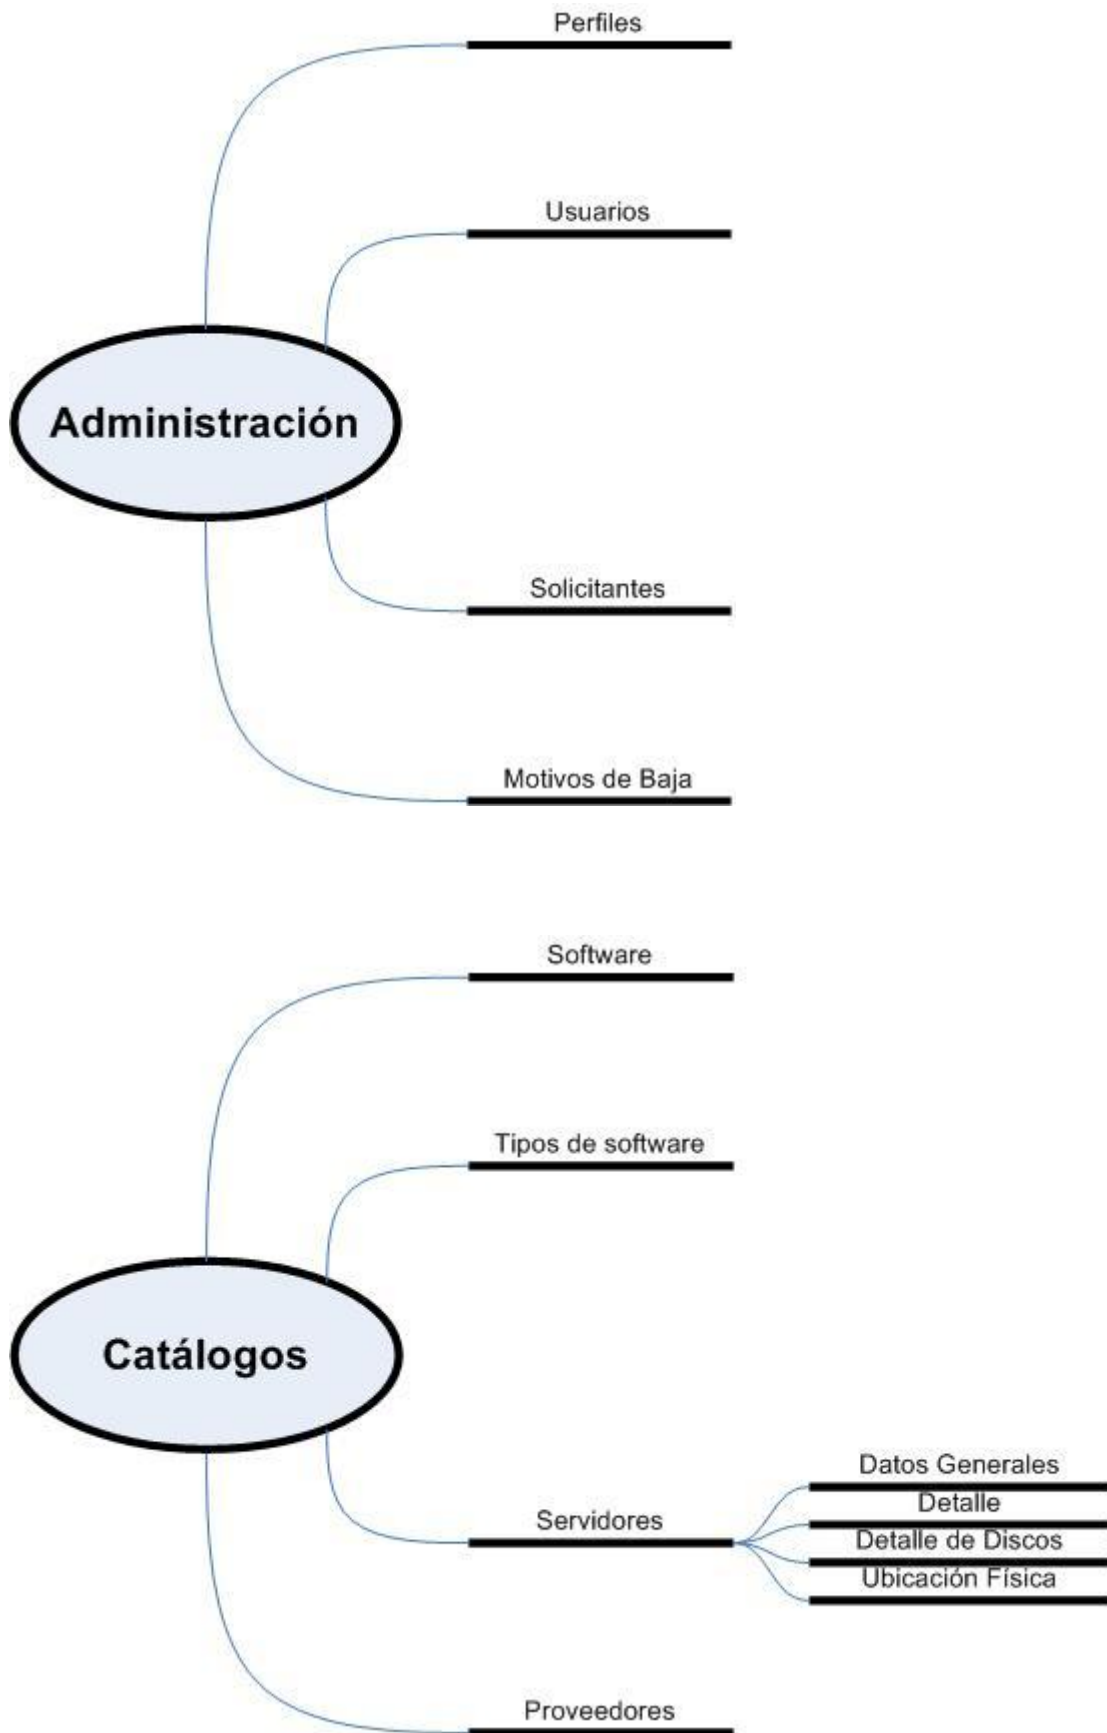 Perfiles
Usuarios
Administración
Solicitantes
Motivos de Baja
Software
Tipos de software
Catálogos
Servidores
Datos Generales
Detalle
Detalle de Discos
Ubicación Física
Proveedores